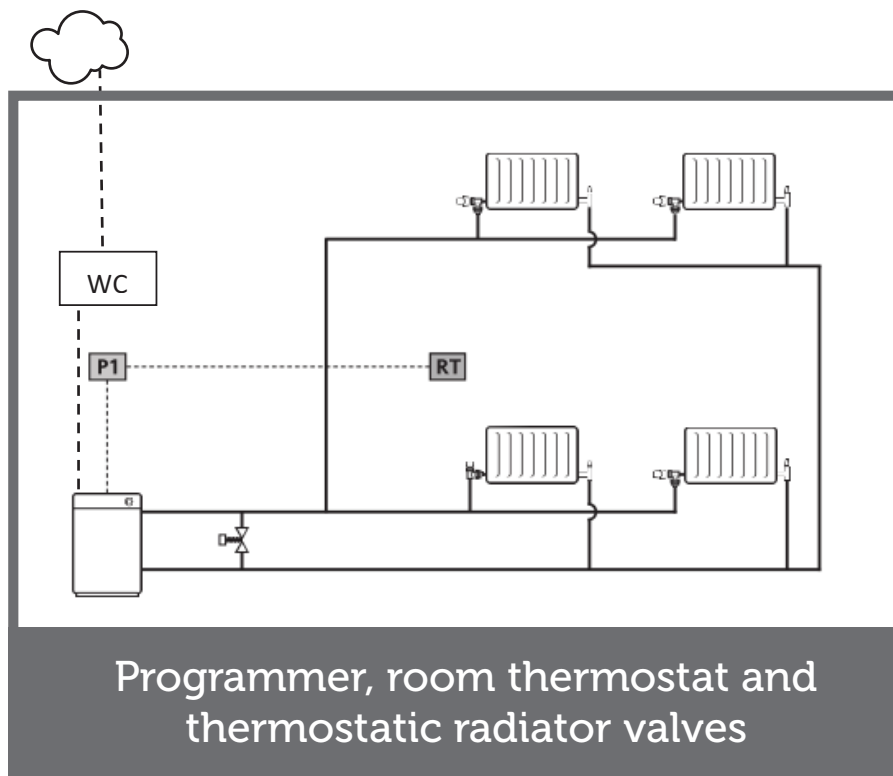 WC
P1
RT
Programmer, room thermostat and
thermostatic radiator valves